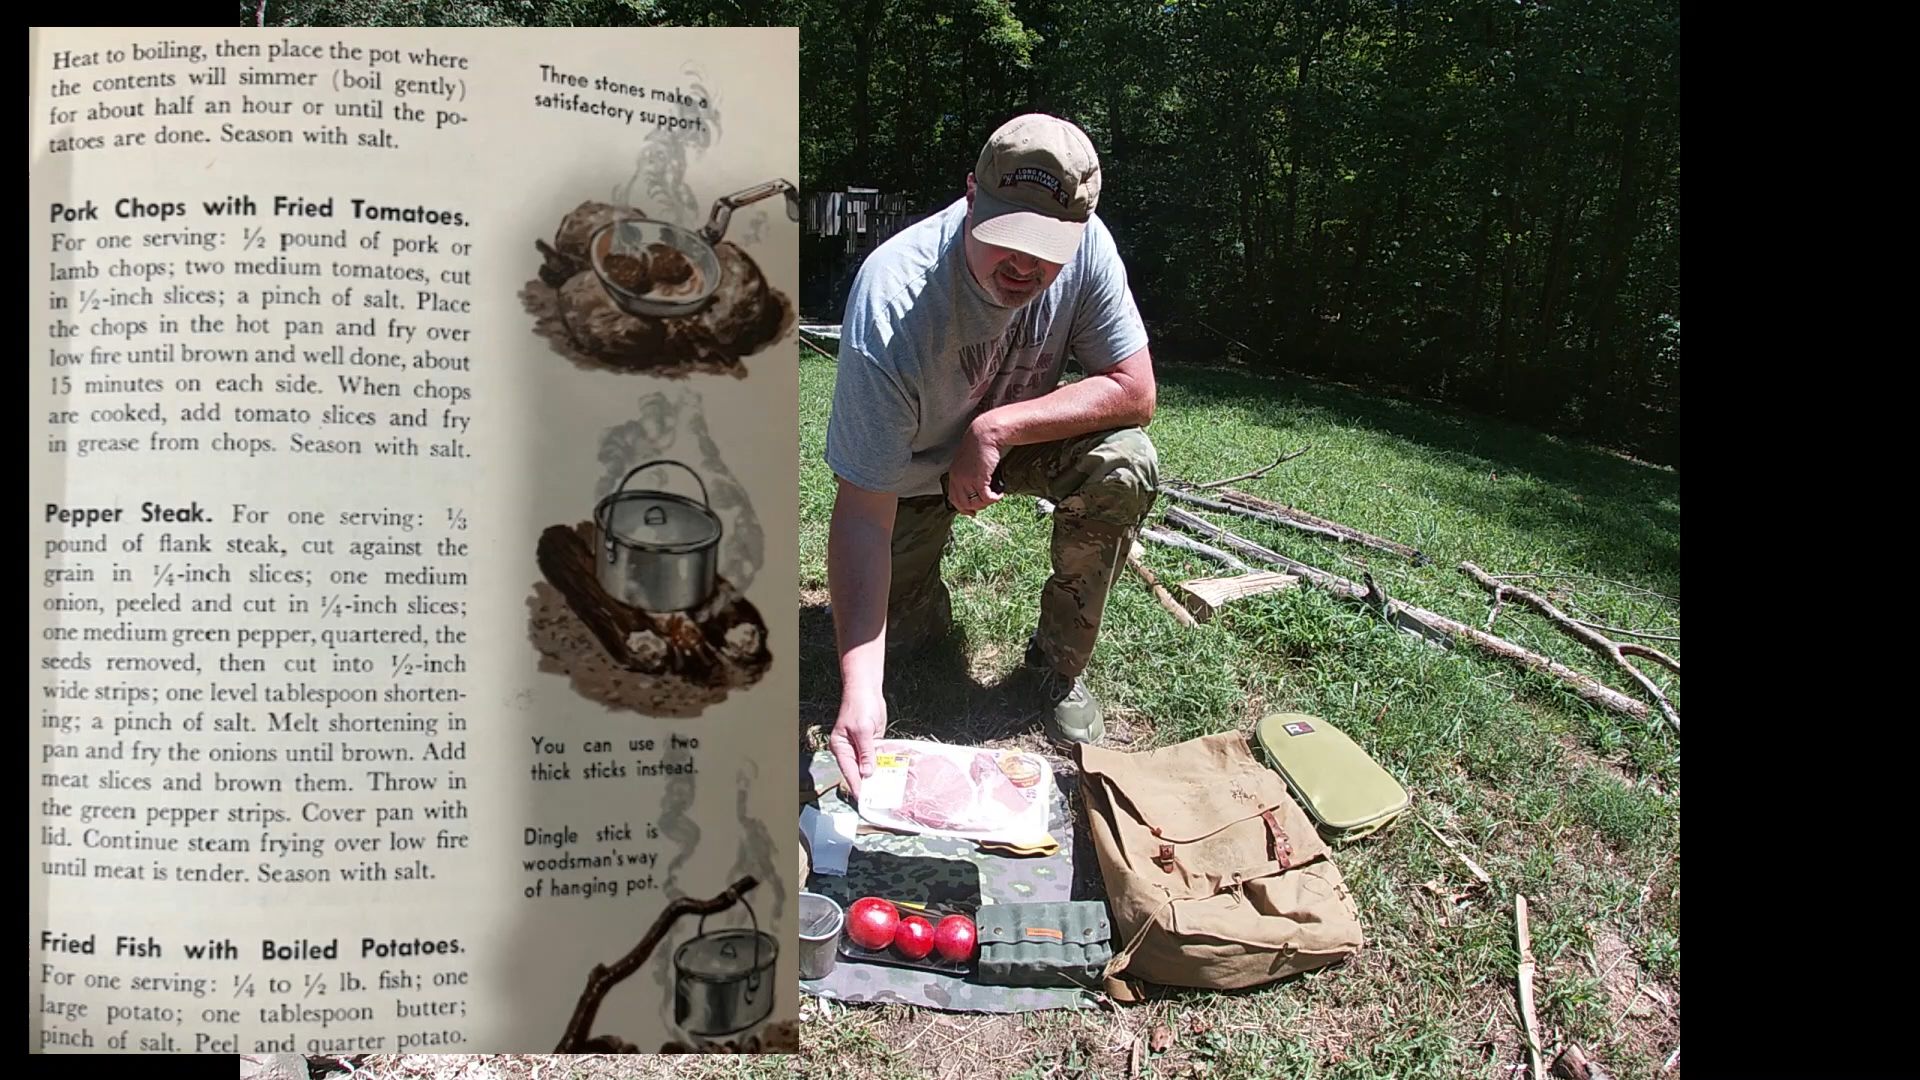 Heat to boiling, then place the pot where
the contents will simmer (boil gently)
for about half an hour or until the po-
tatoes are done. Season with salt.
Pork Chops with Fried Tomatoes.
For one serving: ½ pound of pork or
lamb chops; two medium tomatoes, cut
in ½-inch slices; a pinch of salt. Place
the chops in the hot pan and fry over
low fire until brown and well done, about
15 minutes on each side. When chops
are cooked, add tomato slices and fry
in grease from chops. Season with salt.
Pepper Steak. For one serving: ⅓
pound of flank steak, cut against the
grain in ¼-inch slices; one medium
onion, peeled and cut in ¼-inch slices;
one medium green pepper, quartered, the
seeds removed, then cut into ½-inch
wide strips; one level tablespoon shorten-
ing; a pinch of salt. Melt shortening in
pan and fry the onions until brown. Add
meat slices and brown them. Throw in
the green pepper strips. Cover pan with
lid. Continue steam frying over low fire
until meat is tender. Season with salt.
Fried Fish with Boiled Potatoes.
For one serving: ¼ to ½ lb. fish; one
large potato; one tablespoon butter;
pinch of salt. Peel and quarter potato.
Three stones make a
satisfactory support.
You can use two
thick sticks instead.
Dingle stick is
woodsman's way
of hanging pot.
LONG RANGE
SURVEILLANCE